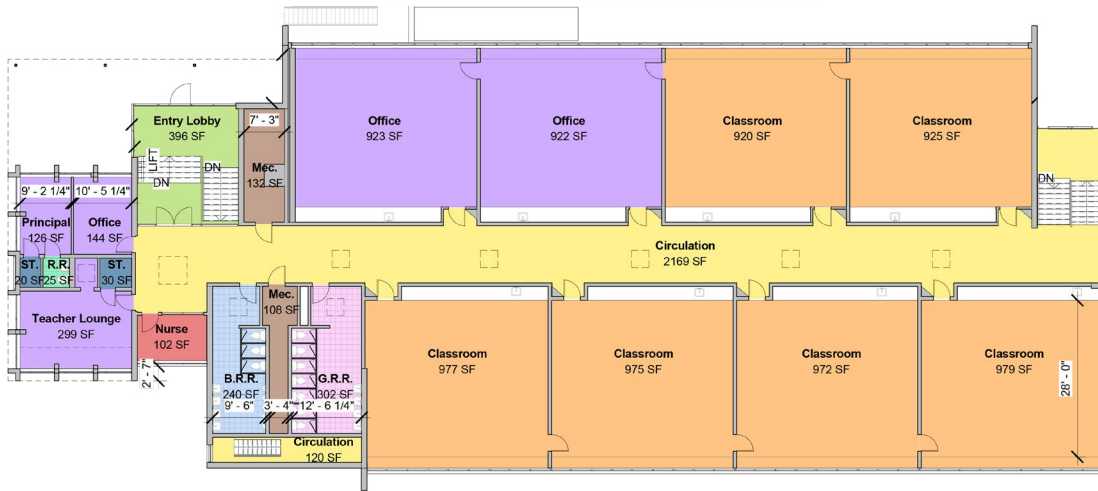 Office
923 SF
Office
922 SF
Classroom
920 SF
Classroom
925 SF
Entry Lobby
396 SF
7' - 3"
Mec.
132 SF
LIFT
DN
DN
DN
9' - 2 1/4"
10' - 5 1/4"
Principal
126 SF
Office
144 SF
Circulation
2169 SF
ST.
20 SF
R.R.
25 SF
ST.
30 SF
Teacher Lounge
299 SF
Nurse
102 SF
2' - 7"
Mec.
108 SF
B.R.R.
240 SF
G.R.R.
302 SF
9' - 6"
3' - 4"
12' - 6 1/4"
Circulation
120 SF
Classroom
977 SF
Classroom
975 SF
Classroom
972 SF
Classroom
979 SF
28' - 0"